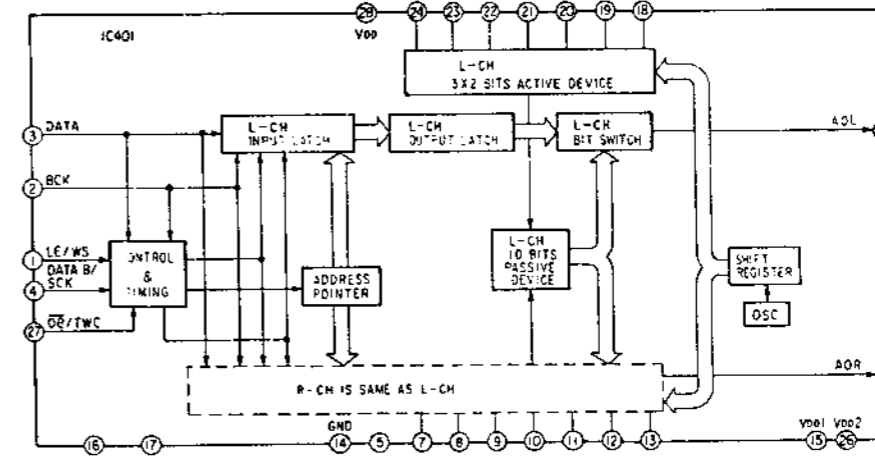 IC401
28
VDD
24 23 22 21 20 19 18
L-CH
3X2 BITS ACTIVE DEVICE
3 DATA
L-CH
INPUT LATCH
L-CH
OUTPUT LATCH
L-CH
BIT SWITCH
AOL
2 BCK
1 LE/WS
4 DATA B/
SCK
27 OE/TWC
CONTROL
&
TIMING
ADDRESS
POINTER
L-CH
10 BITS
PASSIVE
DEVICE
SHIFT
REGISTER
OSC
R-CH IS SAME AS L-CH
AOR
GND
VDD1 VDD2
16 17 14 5 7 8 9 10 11 12 13 15 26